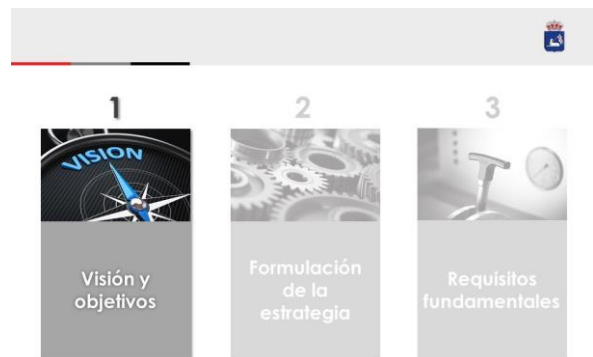 1
VISION
Visión y
objetivos
2
Formulación
de la
estrategia
3
Requisitos
fundamentales